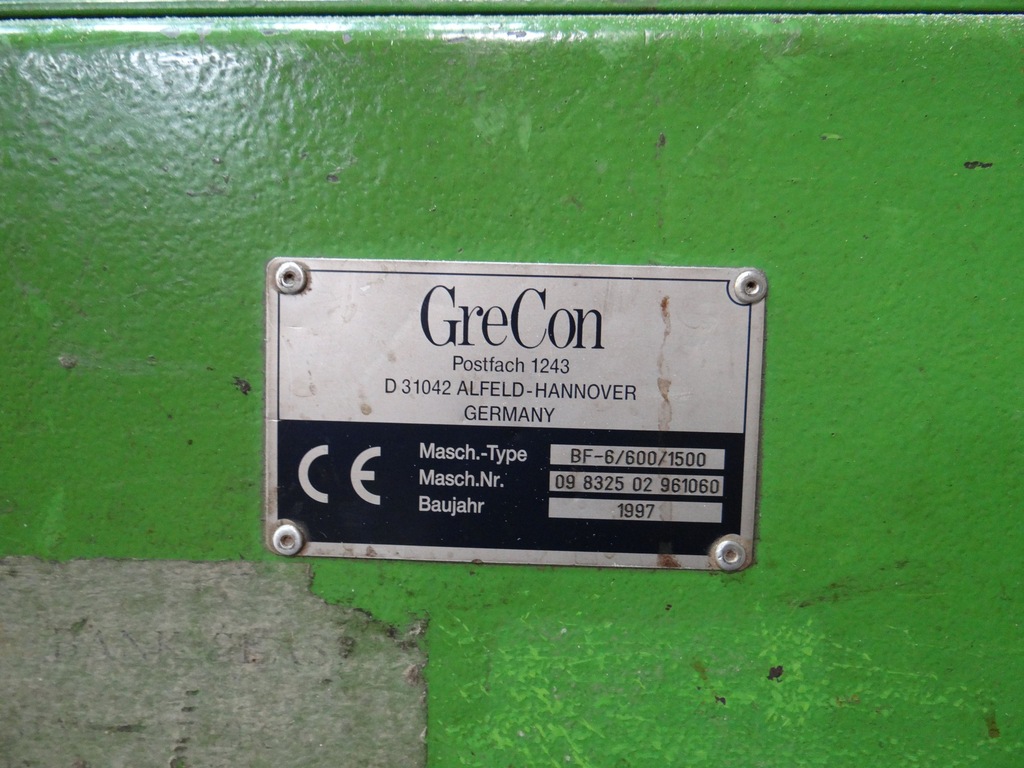 GreCon
Postfach 1243
D 31042 ALFELD-HANNOVER
GERMANY
CE
Masch.-Type BF-6/600/1500
Masch.Nr. 09 8325 02 961060
Baujahr 1997